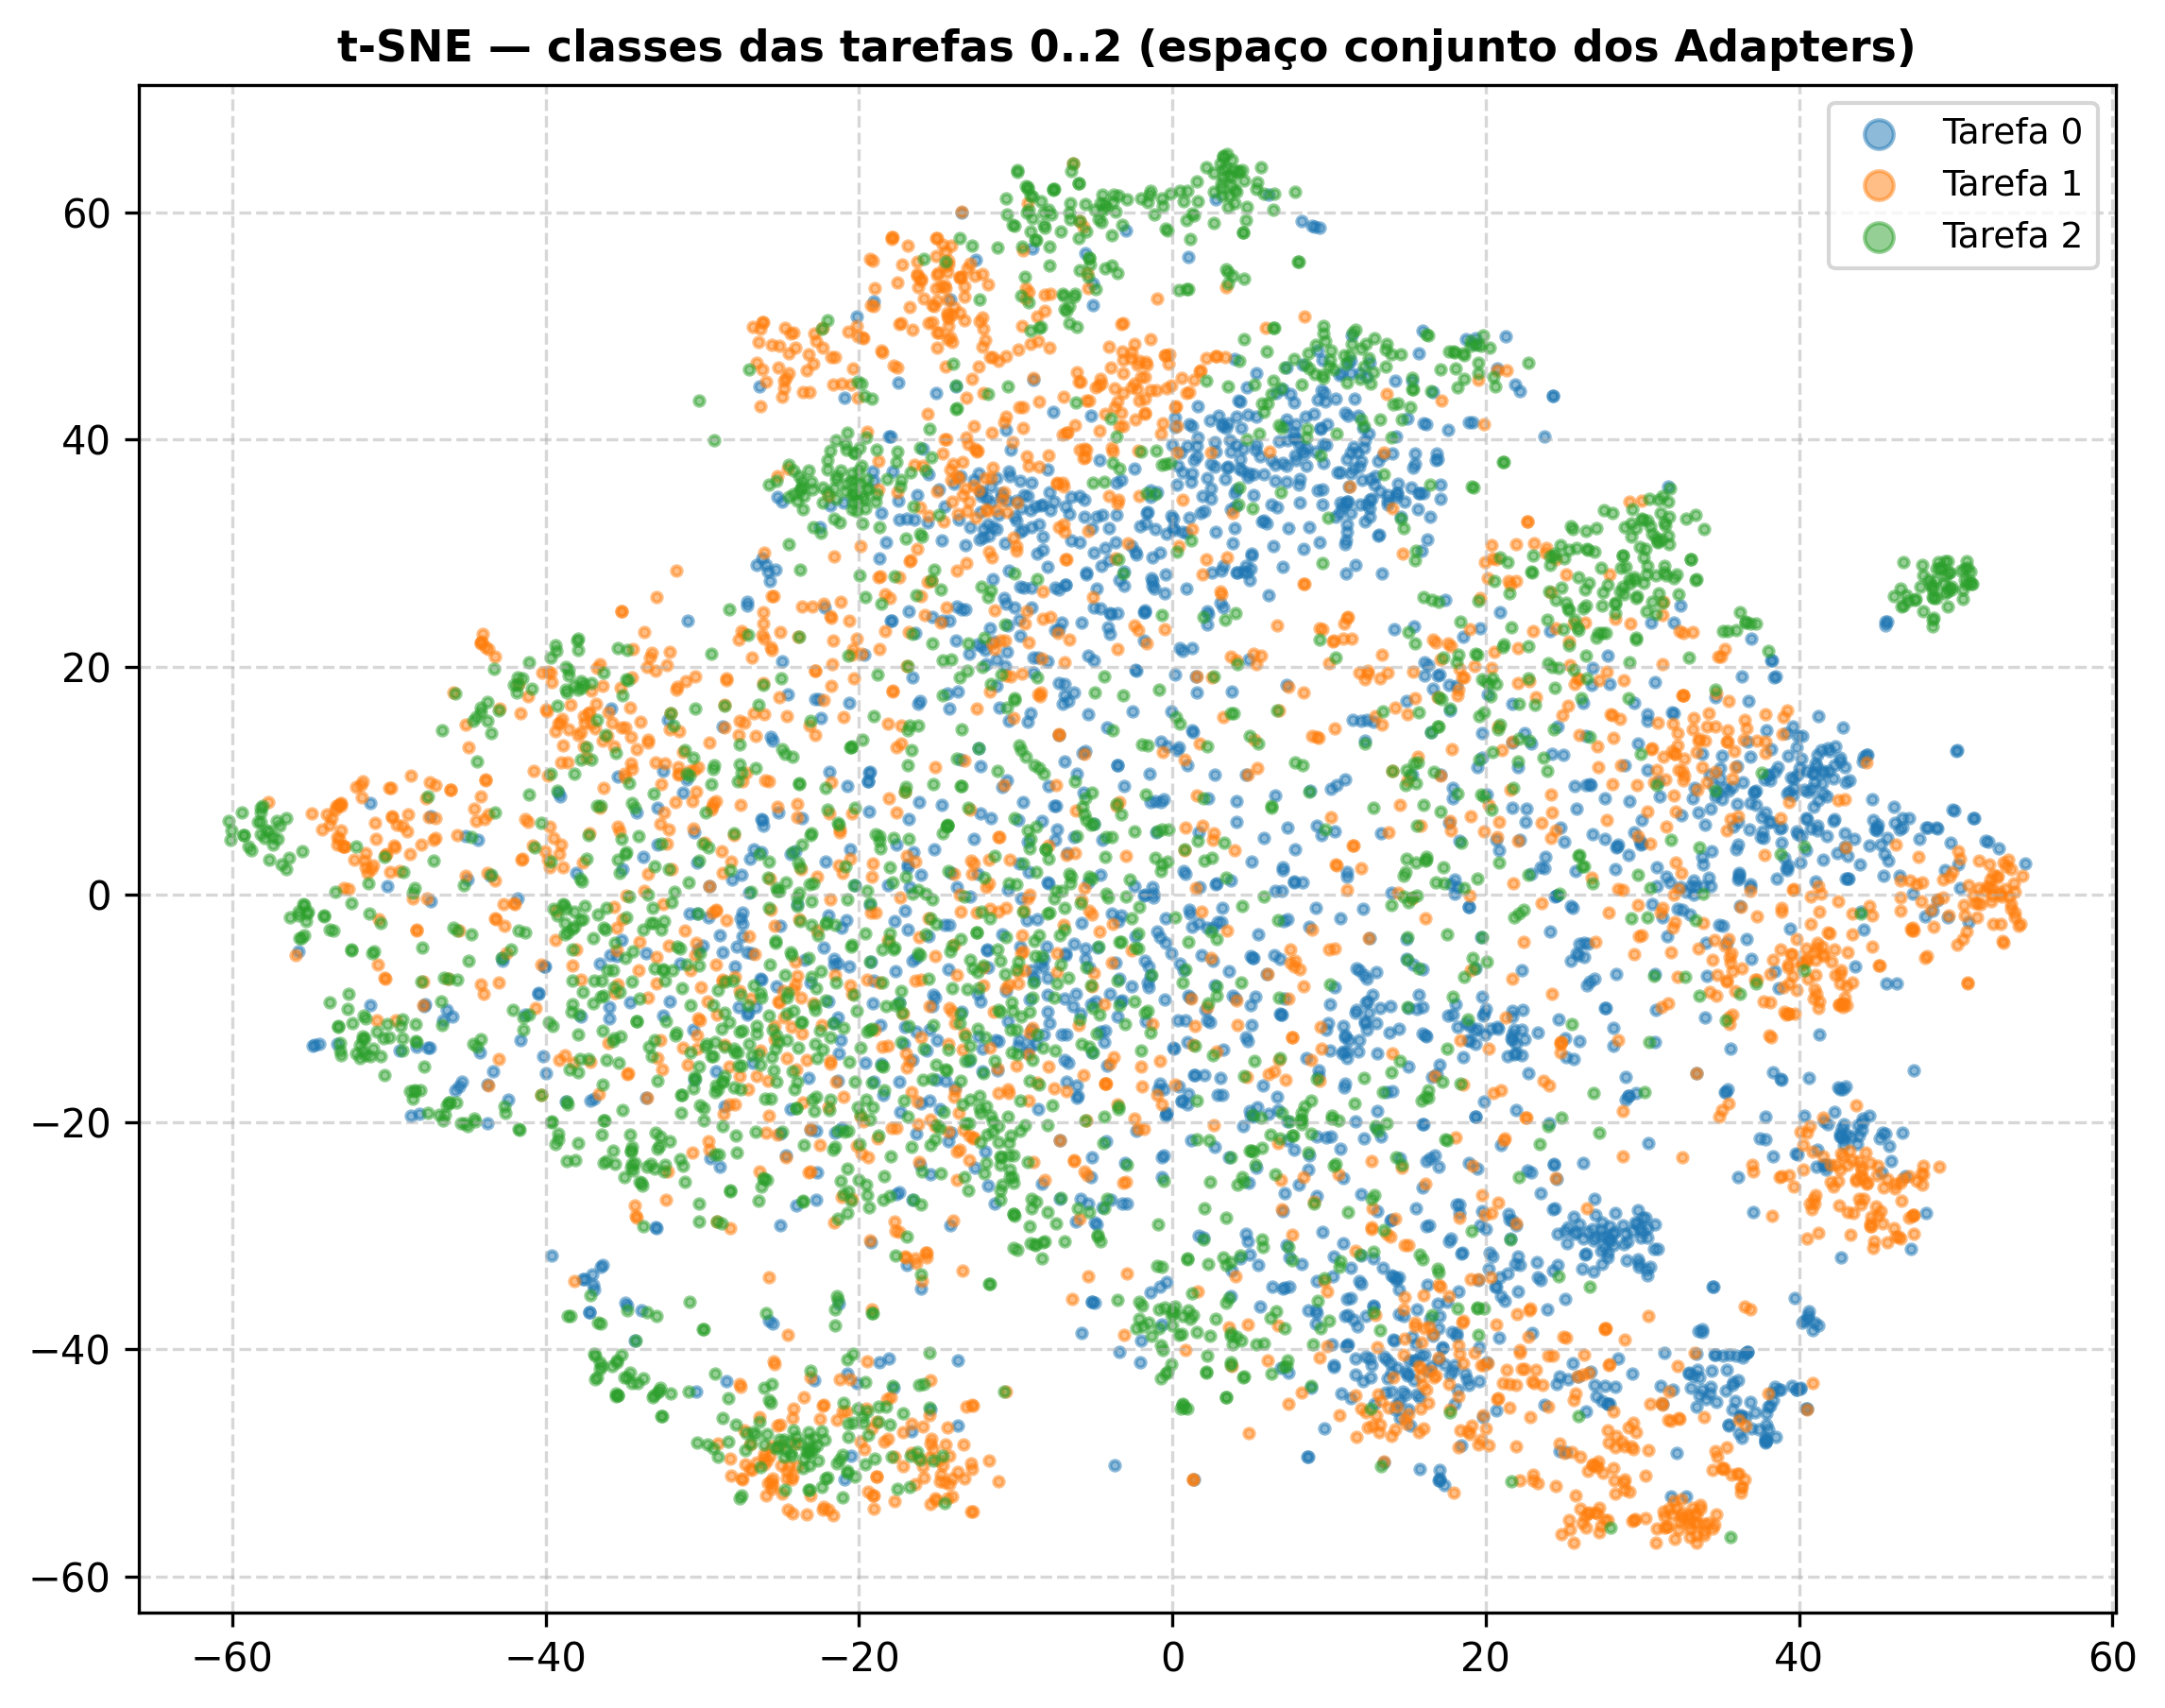 t-SNE — classes das tarefas 0..2 (espaço conjunto dos Adapters)
Tarefa 0
Tarefa 1
Tarefa 2
60
40
20
0
−20
−40
−60
−60 −40 −20 0 20 40 60